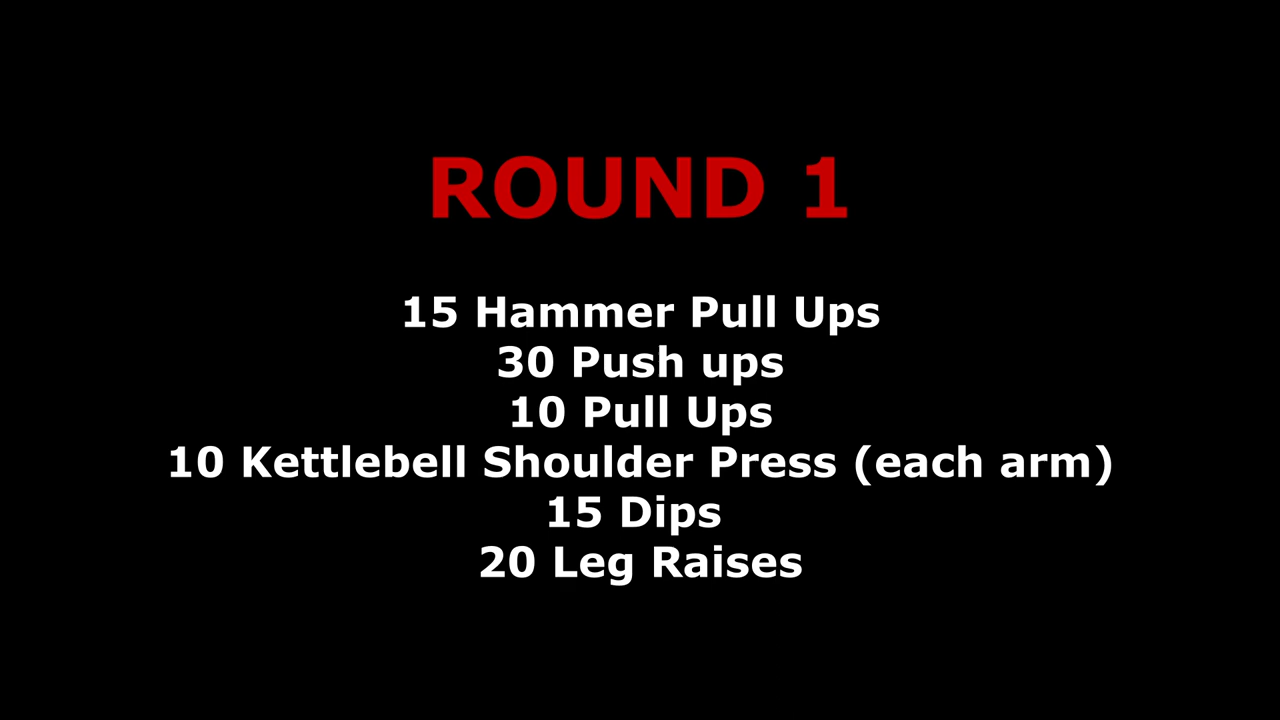 ROUND 1
15 Hammer Pull Ups
30 Push ups
10 Pull Ups
10 Kettlebell Shoulder Press (each arm)
15 Dips
20 Leg Raises